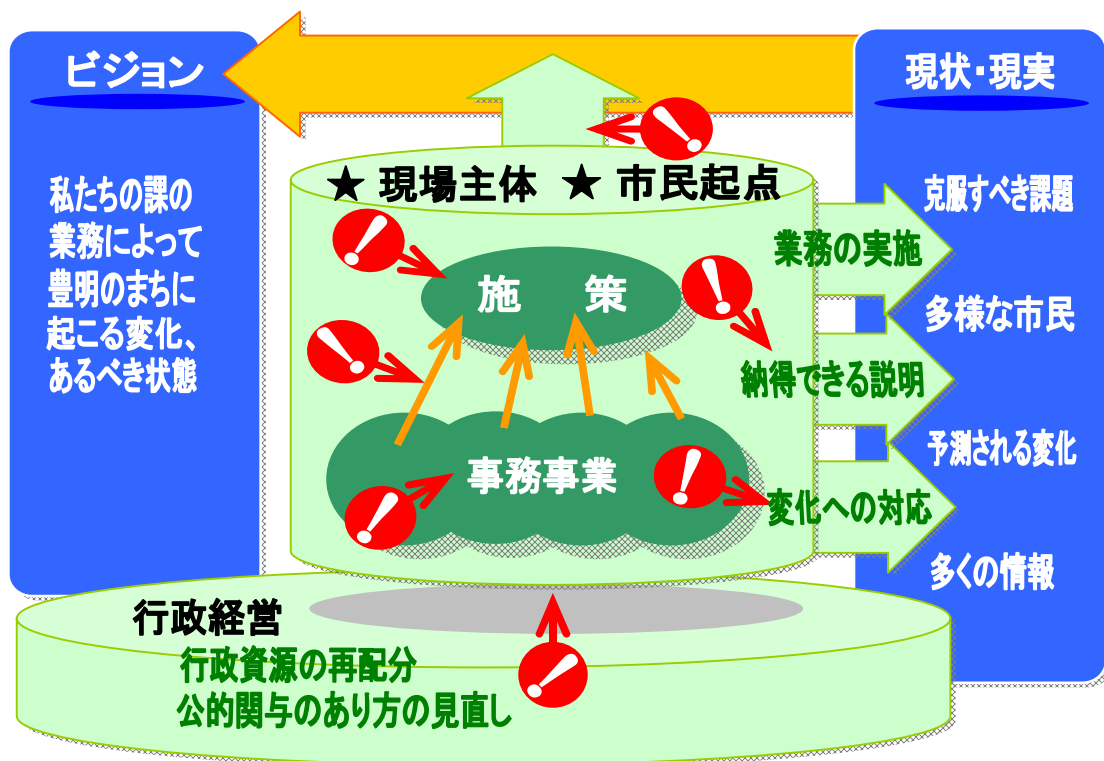 ビジョン
私たちの課の
業務によって
豊明のまちに
起こる変化、
あるべき状態
★ 現場主体 ★ 市民起点
施 策
事務事業
業務の実施
納得できる説明
変化への対応
現状・現実
克服すべき課題
多様な市民
予測される変化
多くの情報
行政経営
行政資源の再配分
公的関与のあり方の見直し